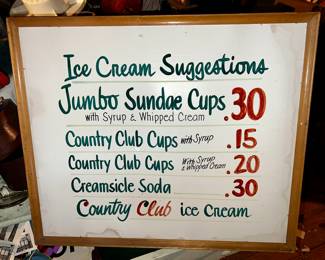 Ice Cream Suggestions
Jumbo Sundae Cups .30
with Syrup & Whipped Cream
Country Club Cups with Syrup .15
Country Club Cups With Syrup & Whipped Cream .20
Creamsicle Soda .30
Country Club ice Cream